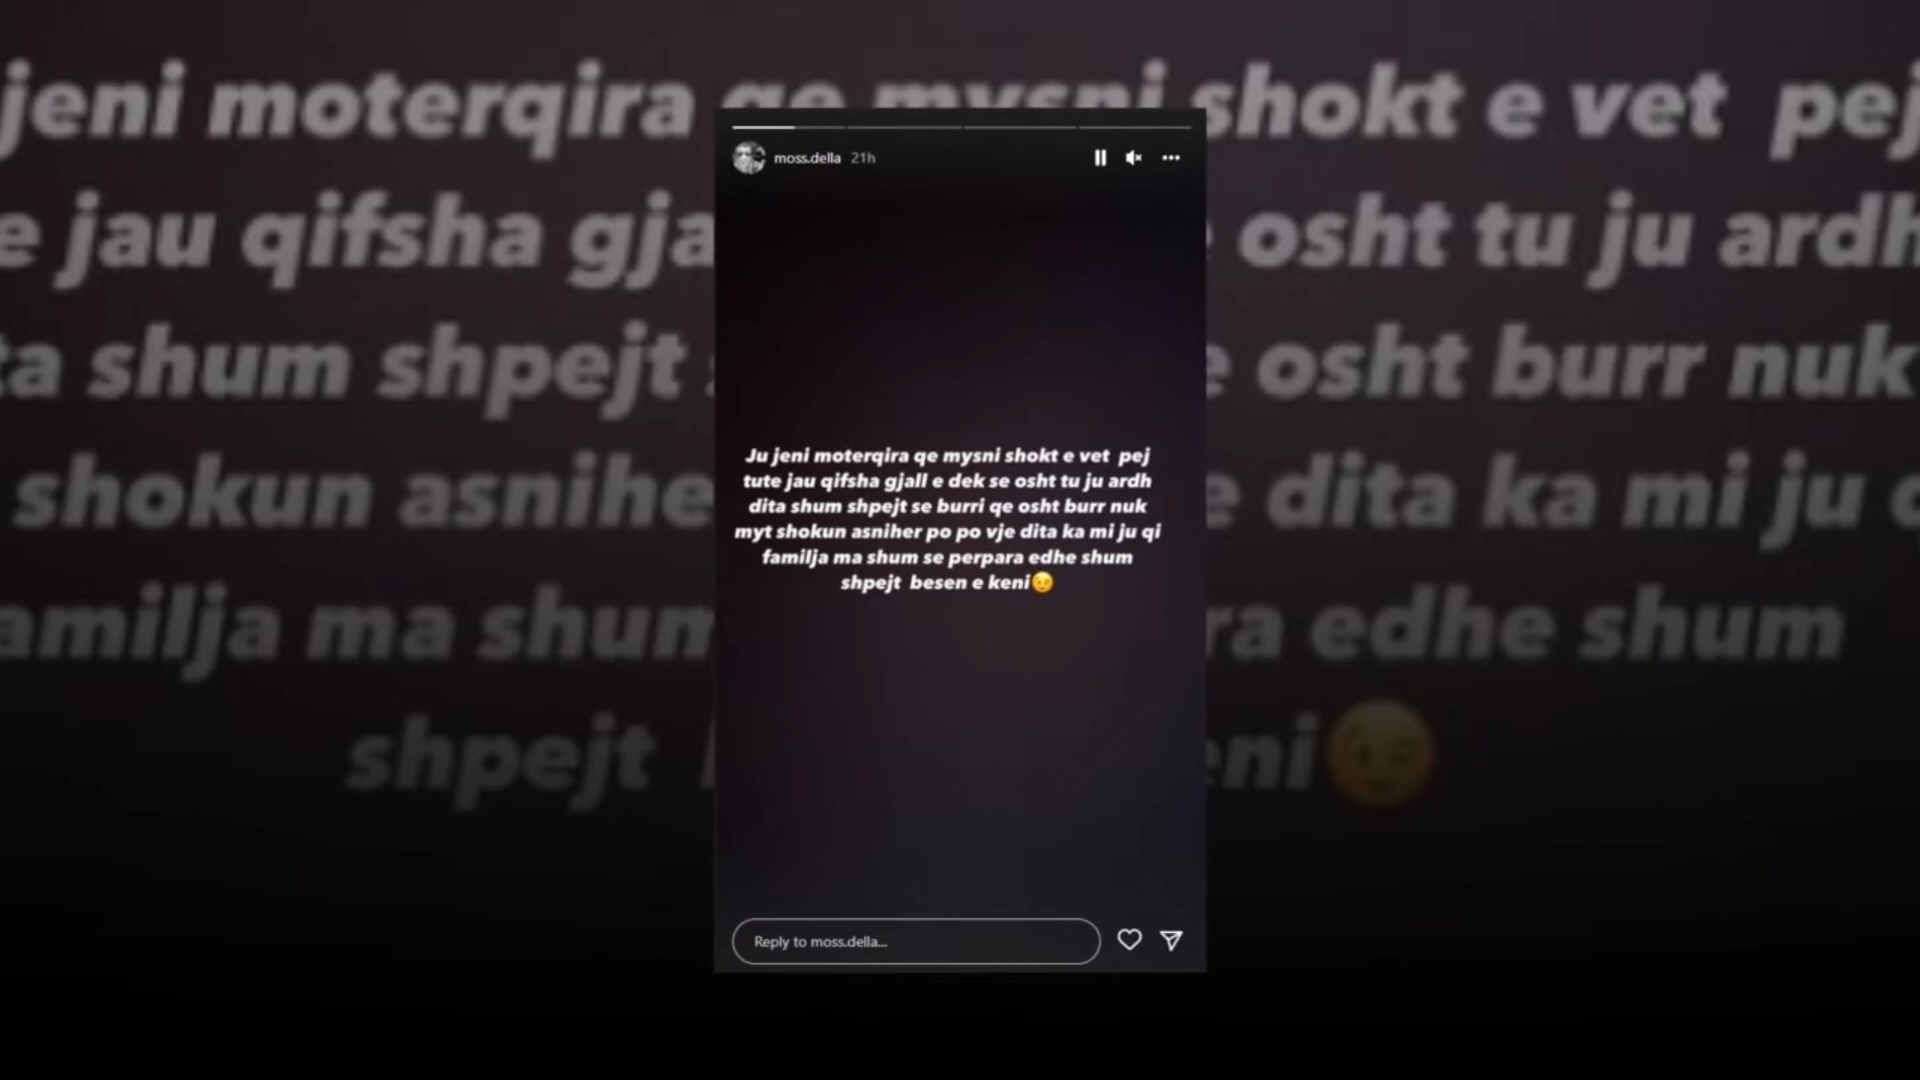 jeni moterqira qe mysni shokt e vet pej
e jau qifsha gja osht tu ju ardh
ta shum shpejt e osht burr nuk
shokun asnihe e dita ka mi ju q
amilja ma shum ra edhe shum
shpejt eni😉
moss.della 21h
Ju jeni moterqira qe mysni shokt e vet pej
tute jau qifsha gjall e dek se osht tu ju ardh
dita shum shpejt se burri qe osht burr nuk
myt shokun asniher po po vje dita ka mi ju qi
familja ma shum se perpara edhe shum
shpejt besen e keni😉
Reply to moss.della...